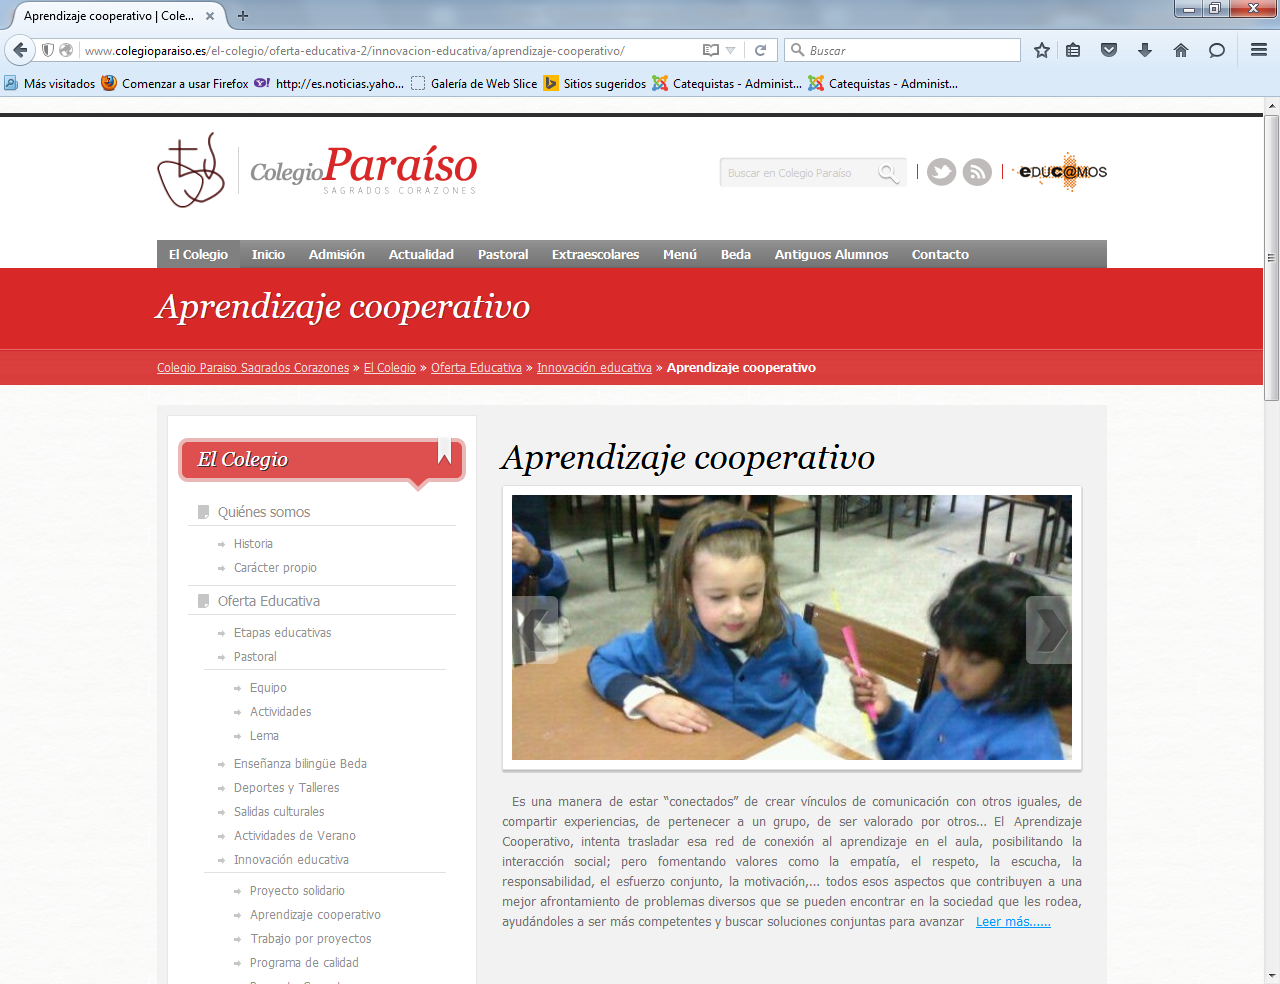 Aprendizaje cooperativo | Cole...
www.colegioparaiso.es/el-colegio/oferta-educativa-2/innovacion-educativa/aprendizaje-cooperativo/
Buscar
Más visitados Comenzar a usar Firefox http://es.noticias.yaho... Galería de Web Slice Sitios sugeridos Catequistas - Administ... Catequistas - Administ...
Colegio Paraíso
SAGRADOS CORAZONES
Buscar en Colegio Paraíso
eDUC@MOS
El Colegio Inicio Admisión Actualidad Pastoral Extraescolares Menú Beda Antiguos Alumnos Contacto
Aprendizaje cooperativo
Colegio Paraiso Sagrados Corazones » El Colegio » Oferta Educativa » Innovación educativa » Aprendizaje cooperativo
El Colegio
Quiénes somos
Historia
Carácter propio
Oferta Educativa
Etapas educativas
Pastoral
Equipo
Actividades
Lema
Enseñanza bilingüe Beda
Deportes y Talleres
Salidas culturales
Actividades de Verano
Innovación educativa
Proyecto solidario
Aprendizaje cooperativo
Trabajo por proyectos
Programa de calidad
Aprendizaje cooperativo
Es una manera de estar “conectados” de crear vínculos de comunicación con otros iguales, de
compartir experiencias, de pertenecer a un grupo, de ser valorado por otros... El Aprendizaje
Cooperativo, intenta trasladar esa red de conexión al aprendizaje en el aula, posibilitando la
interacción social; pero fomentando valores como la empatía, el respeto, la escucha, la
responsabilidad, el esfuerzo conjunto, la motivación,... todos esos aspectos que contribuyen a una
mejor afrontamiento de problemas diversos que se pueden encontrar en la sociedad que les rodea,
ayudándoles a ser más competentes y buscar soluciones conjuntas para avanzar Leer más......